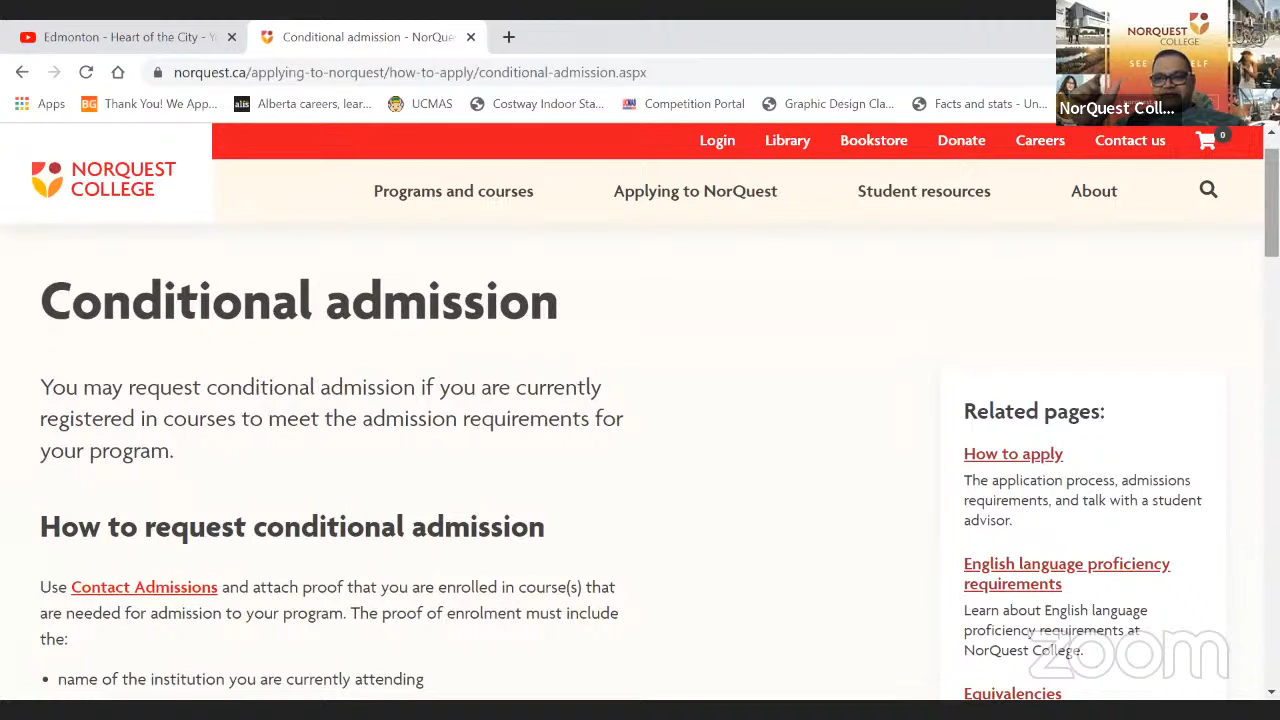 Edmonton - Heart of the City - Y
Conditional admission - NorQue
norquest.ca/applying-to-norquest/how-to-apply/conditional-admission.aspx
Apps
BG Thank You! We App...
alis Alberta careers, lear...
UCMAS
Costway Indoor Sta...
Competition Portal
Graphic Design Cla...
Facts and stats - Un...
NORQUEST
COLLEGE
NorQuest Coll...
Login Library Bookstore Donate Careers Contact us 0
NORQUEST
COLLEGE
Programs and courses Applying to NorQuest Student resources About
Conditional admission
You may request conditional admission if you are currently
registered in courses to meet the admission requirements for
your program.
How to request conditional admission
Use Contact Admissions and attach proof that you are enrolled in course(s) that
are needed for admission to your program. The proof of enrolment must include
the:
• name of the institution you are currently attending
Related pages:
How to apply
The application process, admissions
requirements, and talk with a student
advisor.
English language proficiency
requirements
Learn about English language
proficiency requirements at
NorQuest College.
Equivalencies
zoom